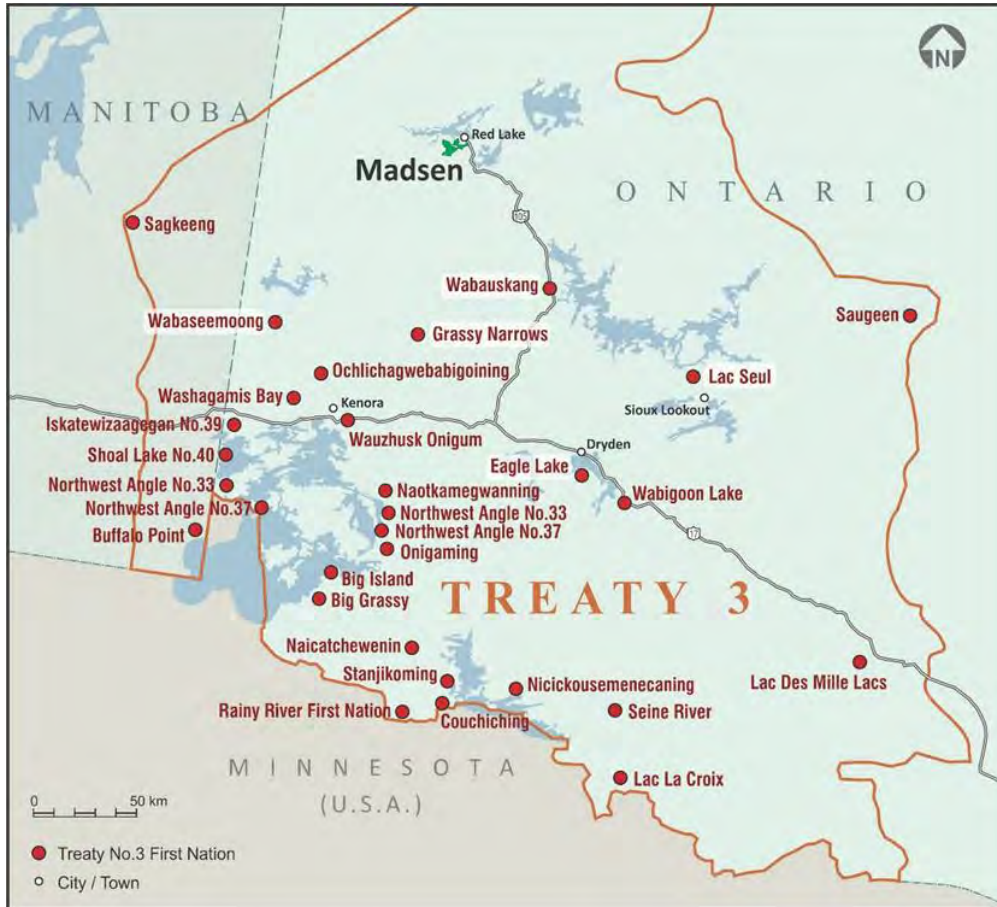 N
MANITOBA
Red Lake
Madsen
ONTARIO
105
Sagkeeng
Wabauskang
Saugeen
Wabaseemoong
Grassy Narrows
Ochlichagwebabigoining
Lac Seul
Washagamis Bay
Kenora
Sioux Lookout
Iskatewizaagegan No.39
Wauzhusk Onigum
Dryden
Shoal Lake No.40
Eagle Lake
Northwest Angle No.33
Naotkamegwanning
Wabigoon Lake
Northwest Angle No.37
Northwest Angle No.33
Buffalo Point
Northwest Angle No.37
17
Onigaming
Big Island
Big Grassy
TREATY 3
Naicatchewenin
Stanjikoming
Nicickousemenecaning
Lac Des Mille Lacs
Rainy River First Nation
Couchiching
Seine River
MINNESOTA
(U.S.A.)
Lac La Croix
0 50 km
Treaty No.3 First Nation
City / Town